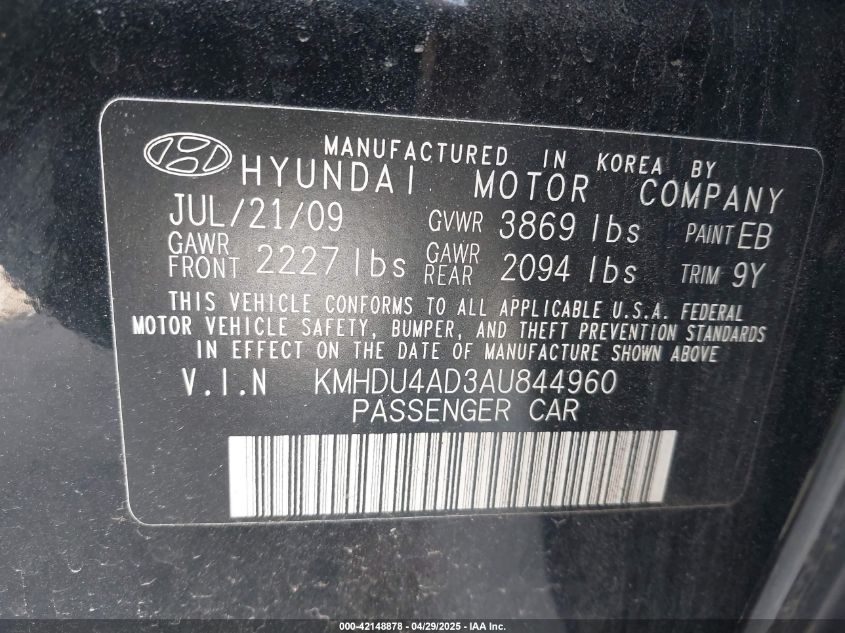 MANUFACTURED IN KOREA BY
HYUNDAI MOTOR COMPANY
JUL/21/09 GVWR 3869 lbs PAINT EB
GAWR FRONT 2227 lbs GAWR REAR 2094 lbs TRIM 9Y
THIS VEHICLE CONFORMS TO ALL APPLICABLE U.S.A. FEDERAL
MOTOR VEHICLE SAFETY, BUMPER, AND THEFT PREVENTION STANDARDS
IN EFFECT ON THE DATE OF MANUFACTURE SHOWN ABOVE
V.I.N KMHDU4AD3AU844960
PASSENGER CAR
000-42148878 | 04/29/2025 - IAA Inc.